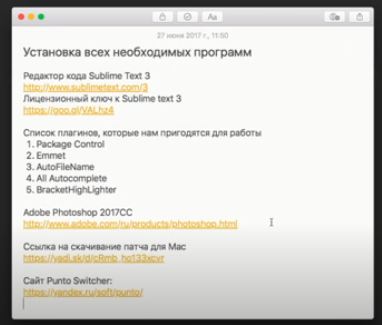 Aa
27 июня 2017 г., 11:50
Установка всех необходимых программ
Редактор кода Sublime Text 3
http://www.sublimetext.com/3
Лицензионный ключ к Sublime text 3
https://goo.gl/VALhz4
Список плагинов, которые нам пригодятся для работы
1. Package Control
2. Emmet
3. AutoFileName
4. All Autocomplete
5. BracketHighLighter
Adobe Photoshop 2017CC
http://www.adobe.com/ru/products/photoshop.html
Ссылка на скачивание патча для Mac
https://yadi.sk/d/cRmb_ho133xcvr
Сайт Punto Switcher:
https://yandex.ru/soft/punto/